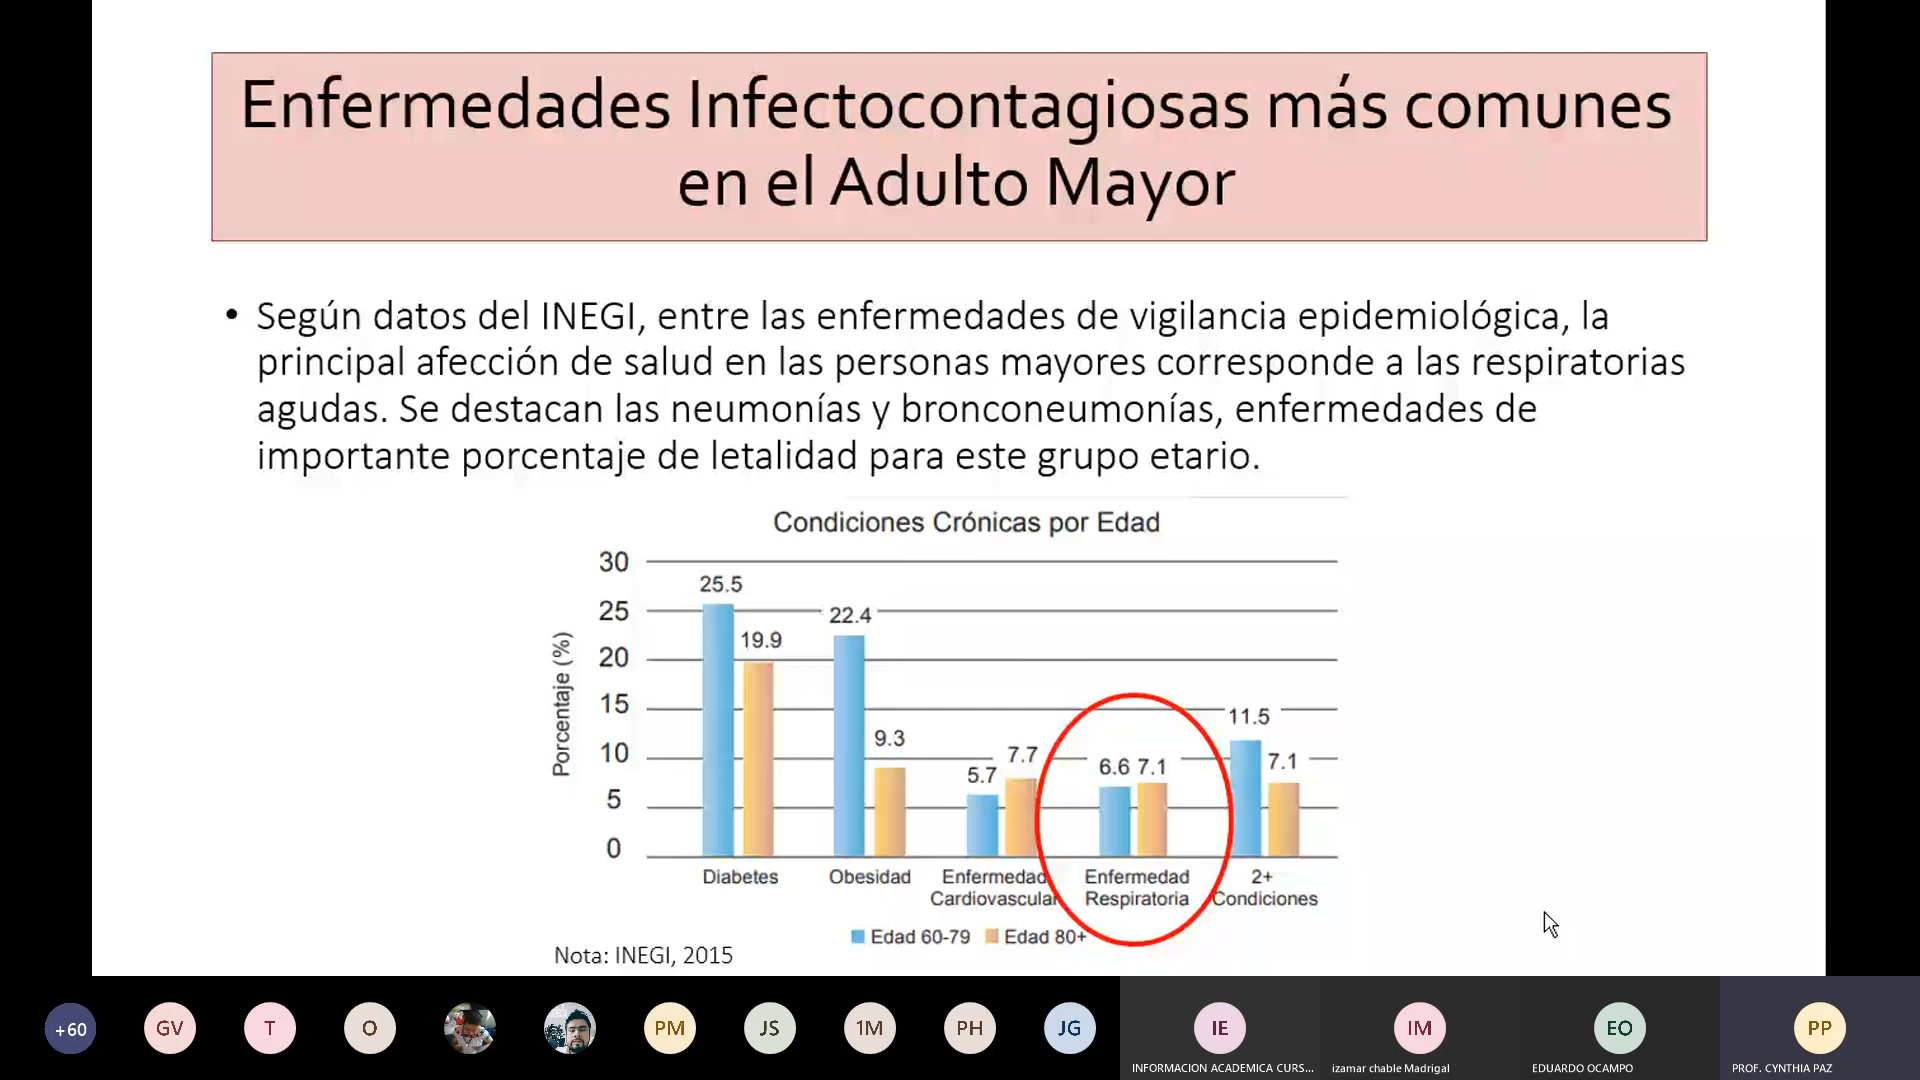 Enfermedades Infectocontagiosas más comunes
en el Adulto Mayor
• Según datos del INEGI, entre las enfermedades de vigilancia epidemiológica, la
principal afección de salud en las personas mayores corresponde a las respiratorias
agudas. Se destacan las neumonías y bronconeumonías, enfermedades de
importante porcentaje de letalidad para este grupo etario.
Condiciones Crónicas por Edad
Porcentaje (%)
30
25
20
15
10
5
0
25.5
19.9
22.4
9.3
5.7
7.7
6.6
7.1
11.5
7.1
Diabetes
Obesidad
Enfermedad
Cardiovascular
Enfermedad
Respiratoria
2+
Condiciones
Edad 60-79
Edad 80+
Nota: INEGI, 2015
+60
GV
T
O
PM
JS
1M
PH
JG
IE
INFORMACION ACADEMICA CURS...
IM
izamar chable Madrigal
EO
EDUARDO OCAMPO
PP
PROF. CYNTHIA PAZ